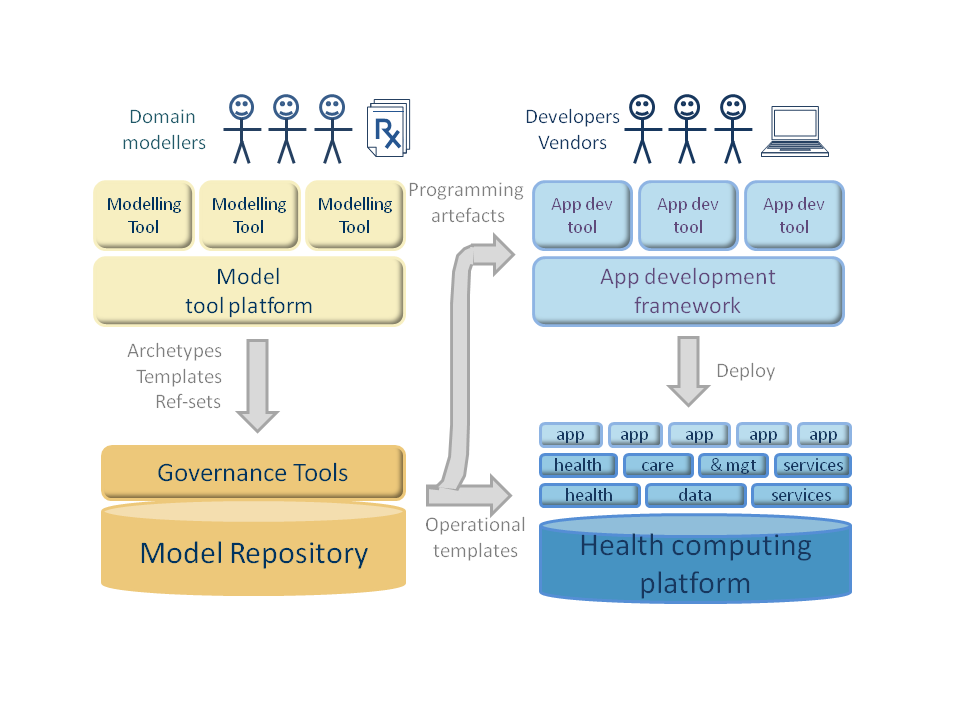 Domain
modellers
Rx
Developers
Vendors
Modelling
Tool
Modelling
Tool
Modelling
Tool
Programming
artefacts
App dev
tool
App dev
tool
App dev
tool
Model
tool platform
App development
framework
Archetypes
Templates
Ref-sets
Deploy
app
app
app
app
app
Governance Tools
health
care
& mgt
services
health
data
services
Operational
templates
Model Repository
Health computing
platform